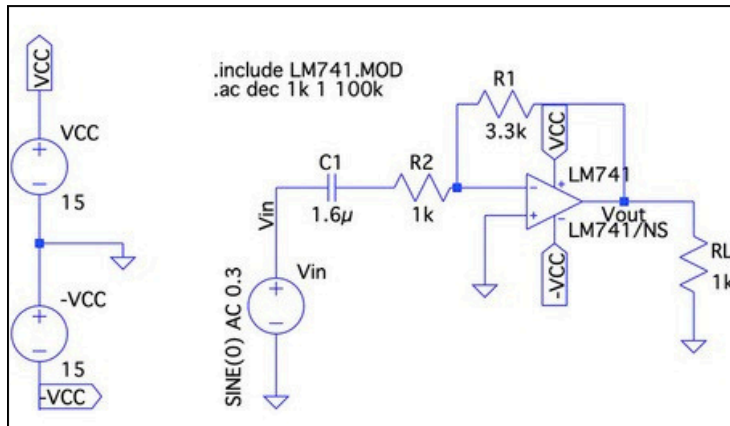 VCC
VCC
15
-VCC
15
-VCC
.include LM741.MOD
.ac dec 1k 1 100k
R1
3.3k
VCC
LM741
C1
1.6µ
R2
1k
Vin
Vin
SINE(0) AC 0.3
Vout
LM741/NS
-VCC
RL
1k